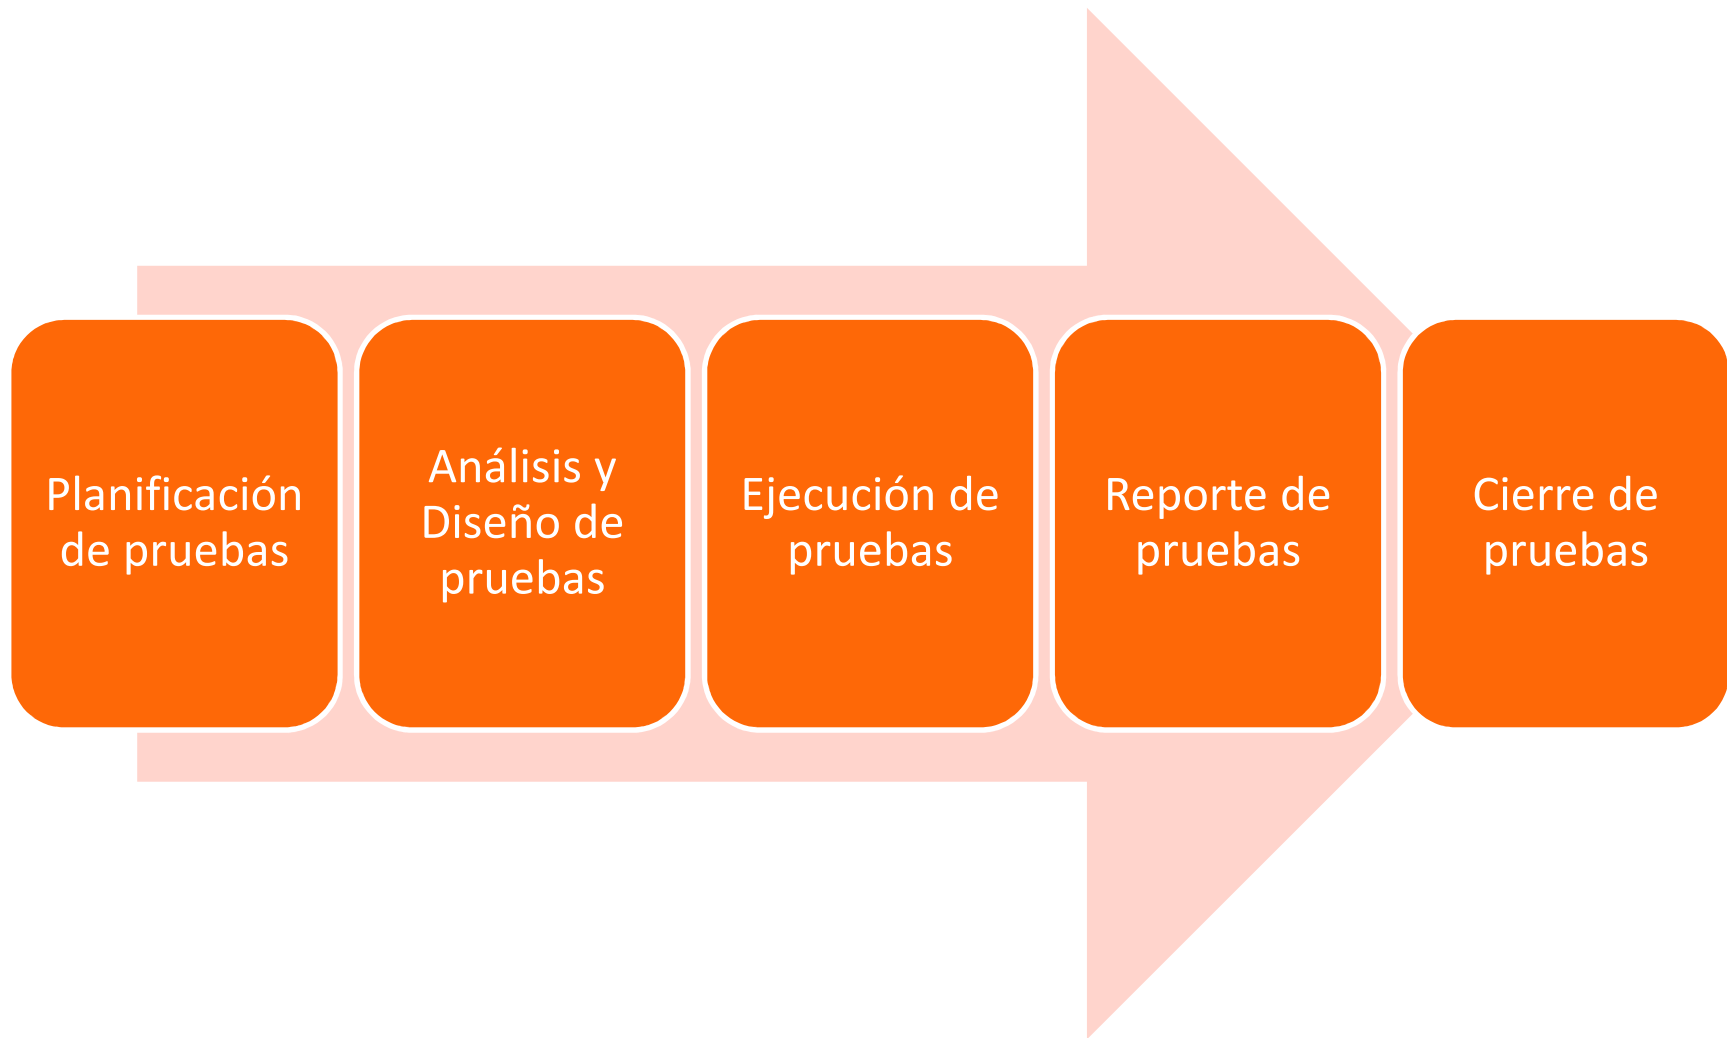 Planificación
de pruebas
Análisis y
Diseño de
pruebas
Ejecución de
pruebas
Reporte de
pruebas
Cierre de
pruebas